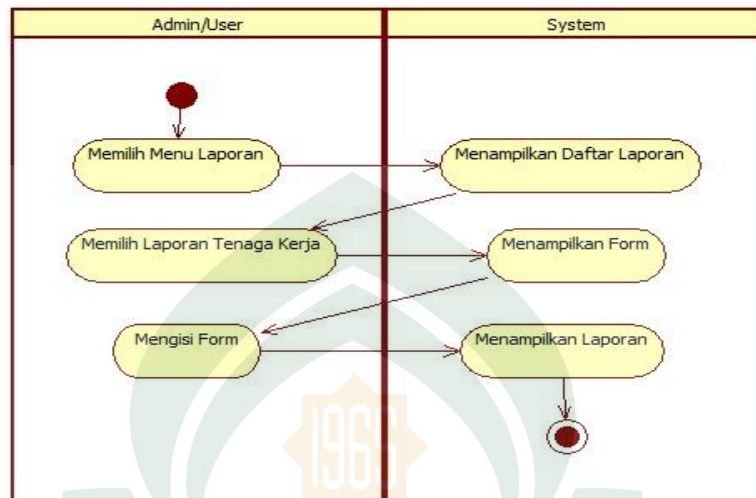 Admin/User
System
Memilih Menu Laporan
Menampilkan Daftar Laporan
Memilih Laporan Tenaga Kerja
Menampilkan Form
Mengisi Form
Menampilkan Laporan
1965